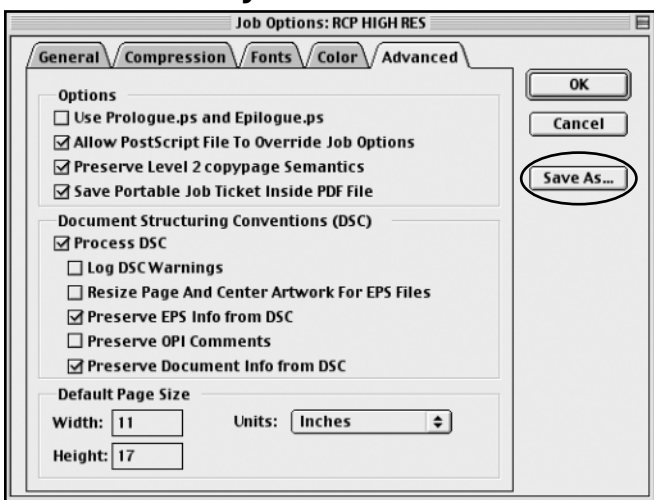 Job Options: RCP HIGH RES
General Compression Fonts Color Advanced
Options
Use Prologue.ps and Epilogue.ps
Allow PostScript File To Override Job Options
Preserve Level 2 copypage Semantics
Save Portable Job Ticket Inside PDF File
Document Structuring Conventions (DSC)
Process DSC
Log DSC Warnings
Resize Page And Center Artwork For EPS Files
Preserve EPS Info from DSC
Preserve OPI Comments
Preserve Document Info from DSC
Default Page Size
Width: 11 Units: Inches
Height: 17
OK
Cancel
Save As...